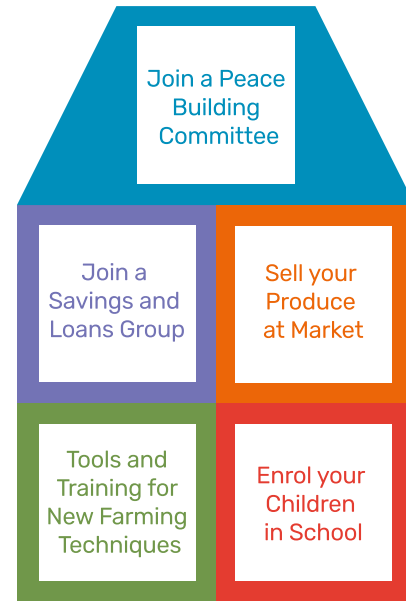 Join a Peace
Building
Committee
Join a
Savings and
Loans Group
Sell your
Produce
at Market
Tools and
Training for
New Farming
Techniques
Enrol your
Children
in School